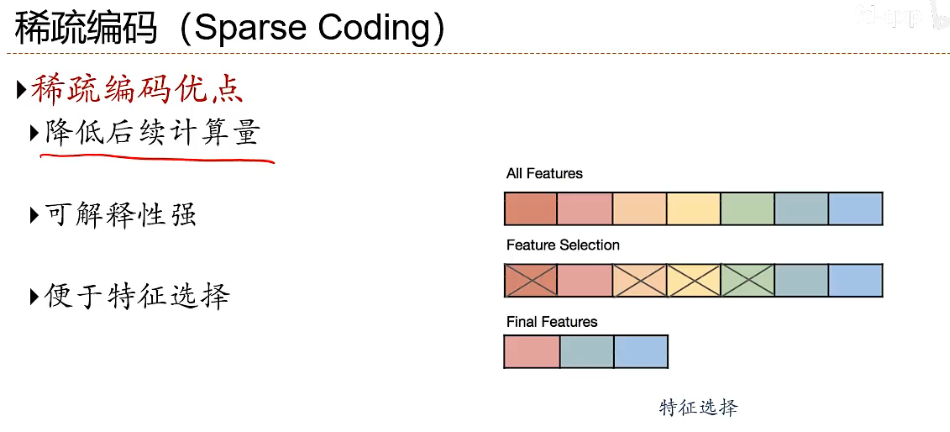 稀疏编码（Sparse Coding）
稀疏编码优点
降低后续计算量
可解释性强
便于特征选择
All Features
Feature Selection
Final Features
特征选择